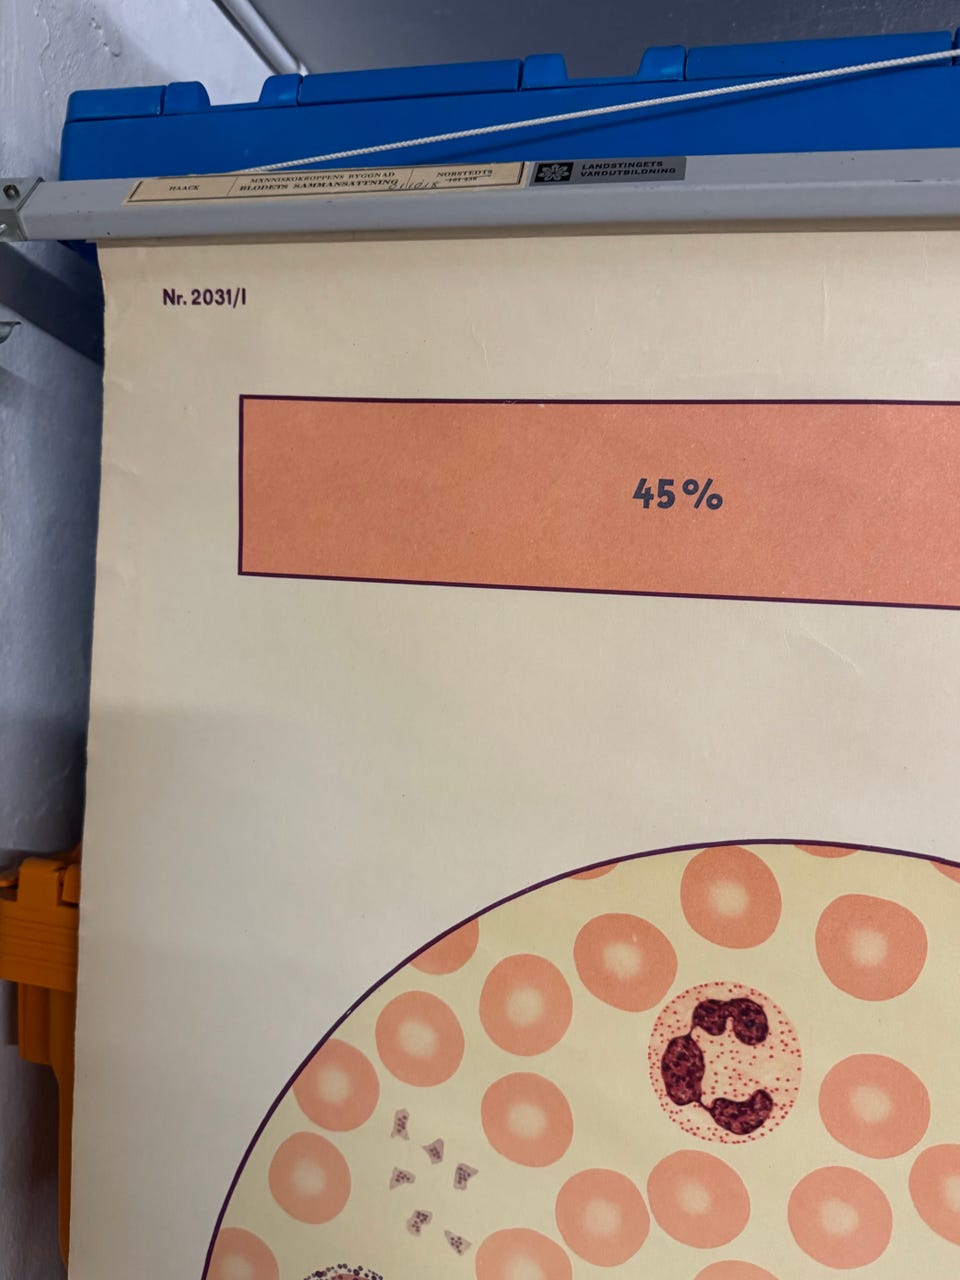 HAACK
MÄNNISKOKROPPENS BYGGNAD
BLODETS SAMMANSÄTTNING
NORSTEDTS
LANDSTINGETS
VÅRDUTBILDNING
Nr. 2031/I
45%